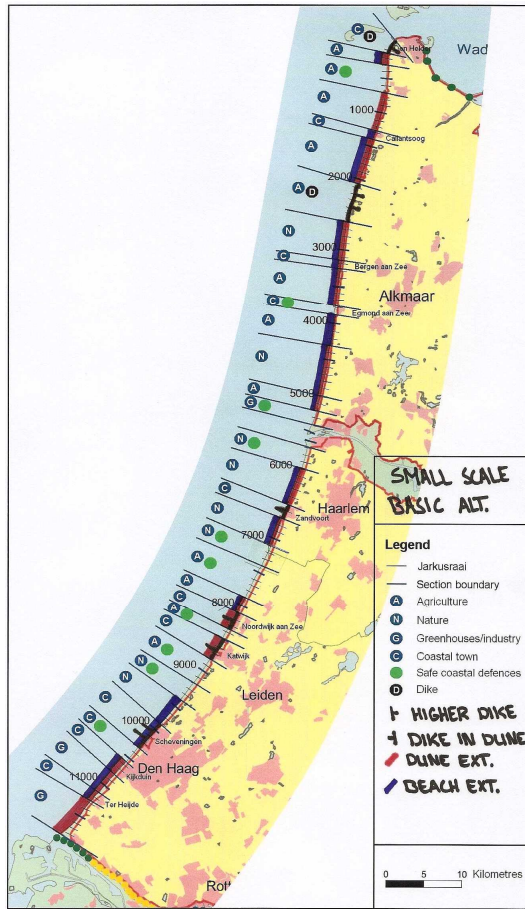 C
D
Den Helder
Wad
A
A
A
1000
C
Callantsoog
A
2000
A
D
N
3000
C
Bergen aan Zee
A
Alkmaar
C
Egmond aan Zee
A
4000
N
A
5000
G
N
N
6000
C
Haarlem
N
Zandvoort
N
7000
A
A
C
8000
A
C
Noordwijk aan Zee
A
Katwijk
N
9000
Leiden
N
C
C
10000
Scheveningen
C
Den Haag
G
Kijkduin
C
11000
Ter Heijde
G
Rott
SMALL SCALE
BASIC ALT.
Legend
Jarkusraai
Section boundary
A Agriculture
N Nature
G Greenhouses/industry
C Coastal town
Safe coastal defences
D Dike
HIGHER DIKE
DIKE IN DUNE
DUNE EXT.
BEACH EXT.
0 5 10 Kilometres